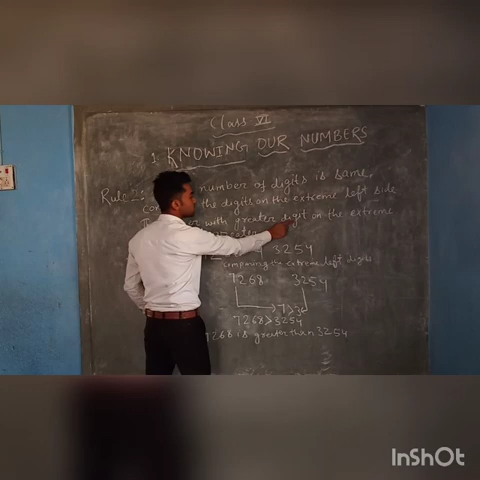 Class VI
1. KNOWING OUR NUMBERS
Rule number of digits is same,
the digits on the extreme left side
with greater digit on the extreme
3254
comparing the extreme left digits
7268 3254
7>3
7268>3254
7268 is greater than 3254
InShOt